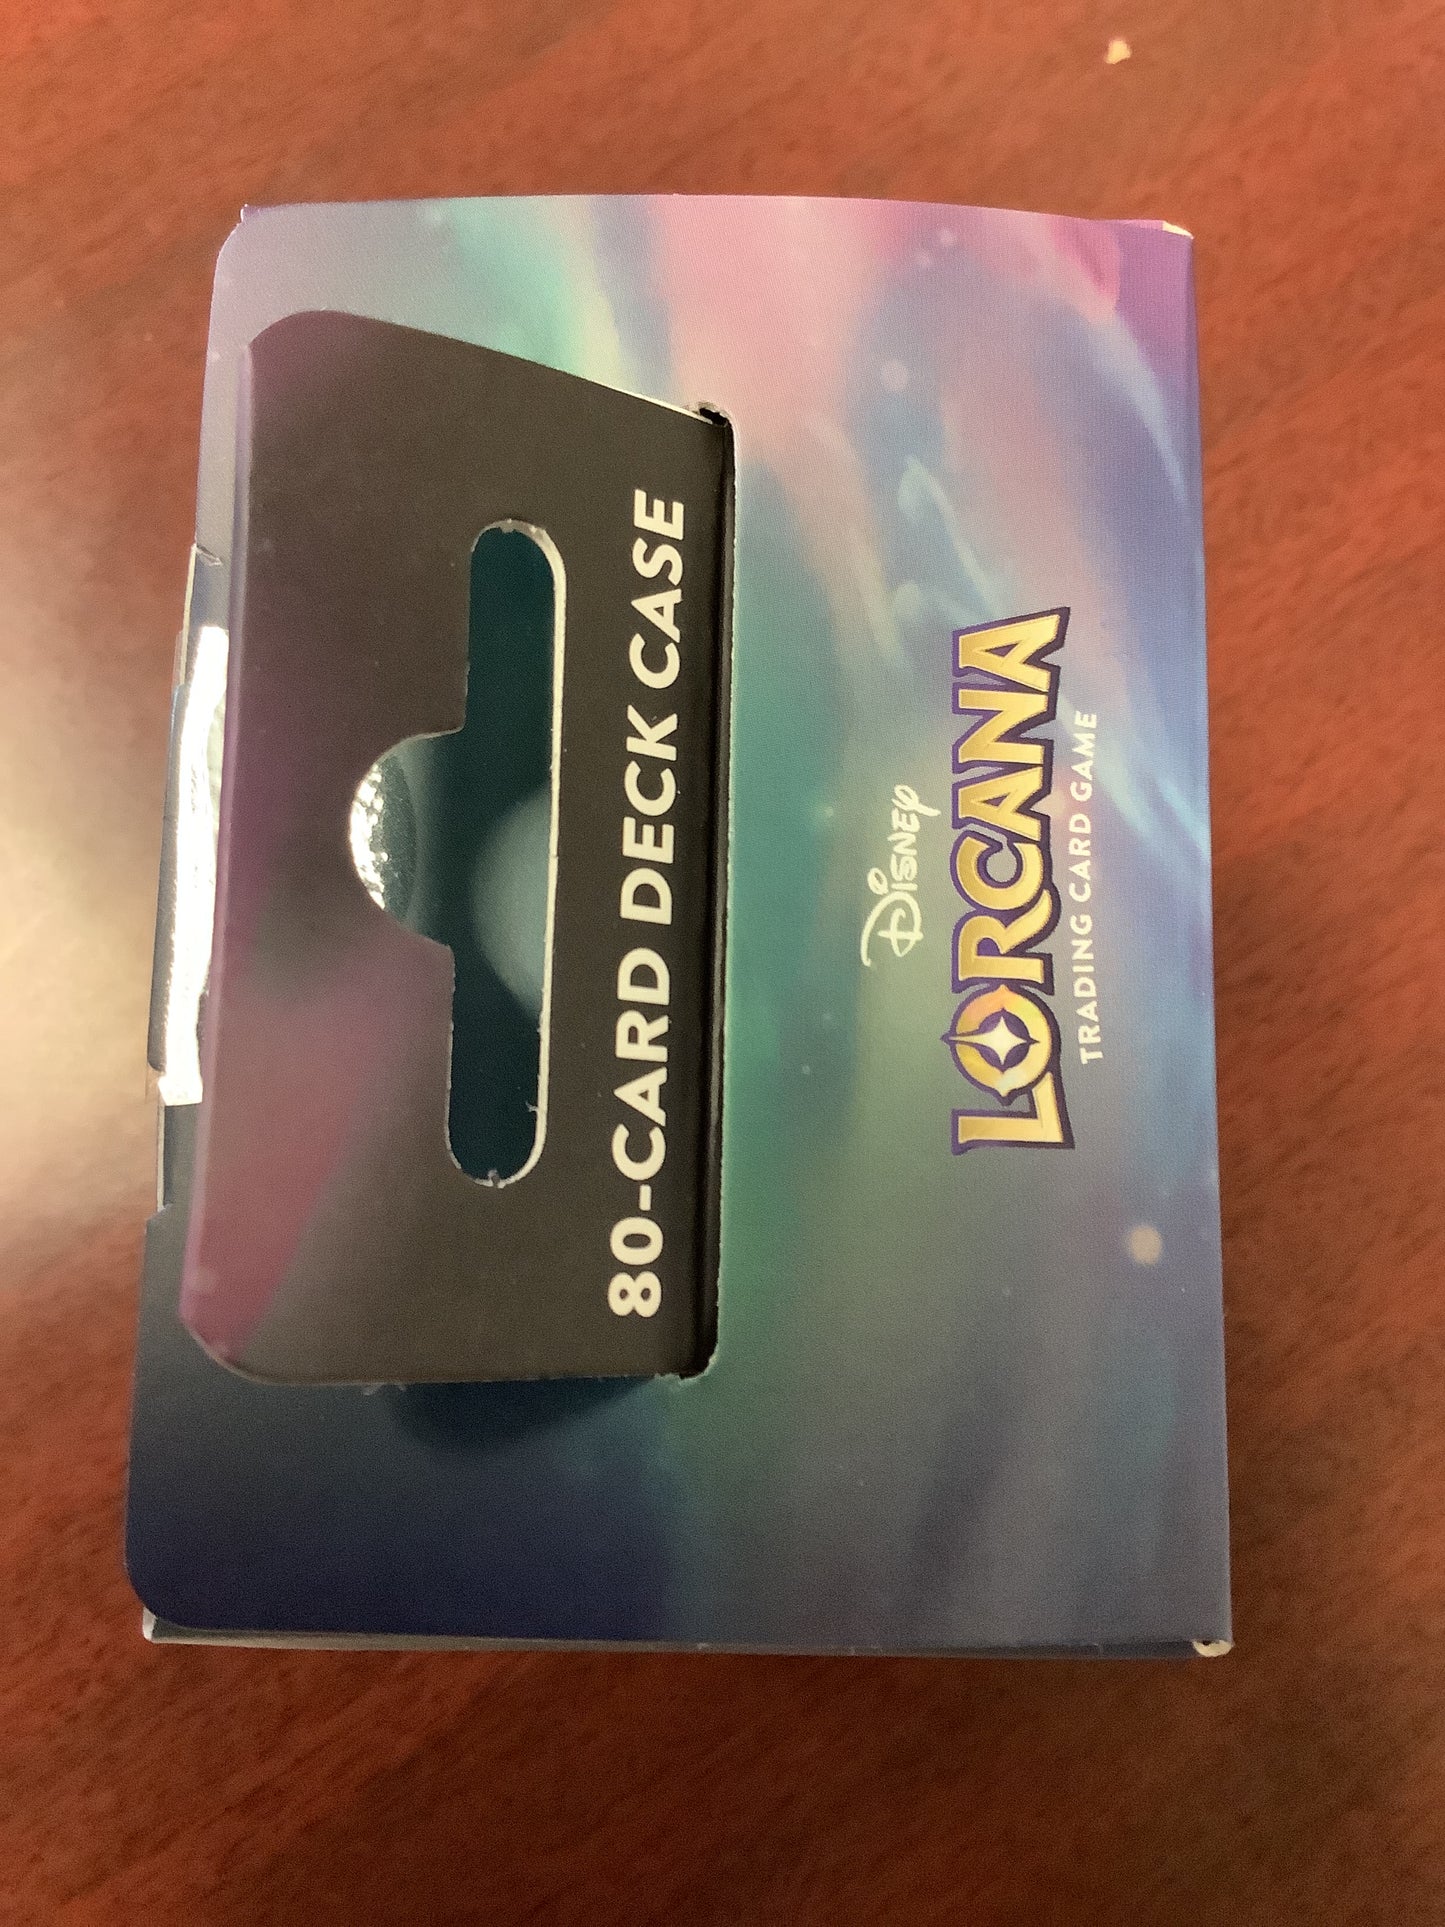 80-CARD DECK CASE
Disney
LORCANA
TRADING CARD GAME